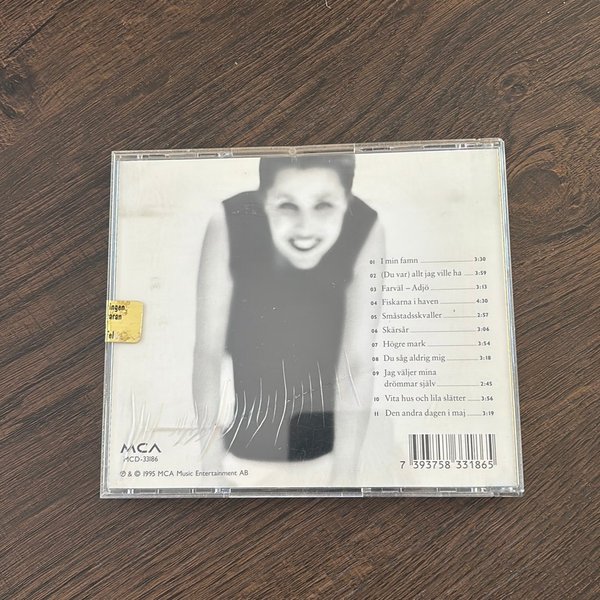 01 I min famn 3:30
02 (Du var) allt jag ville ha 3:59
03 Farväl – Adjö 3:13
04 Fiskarna i haven 4:30
05 Småstadsskvaller 2:57
06 Skärsår 3:06
07 Högre mark 3:54
08 Du såg aldrig mig 3:18
09 Jag väljer mina
drömmar själv 2:45
10 Vita hus och lila slätter 3:56
11 Den andra dagen i maj 3:19
ingen
varan
el
MCA
MCD-33186
℗ & © 1995 MCA Music Entertainment AB
7 393758 331865